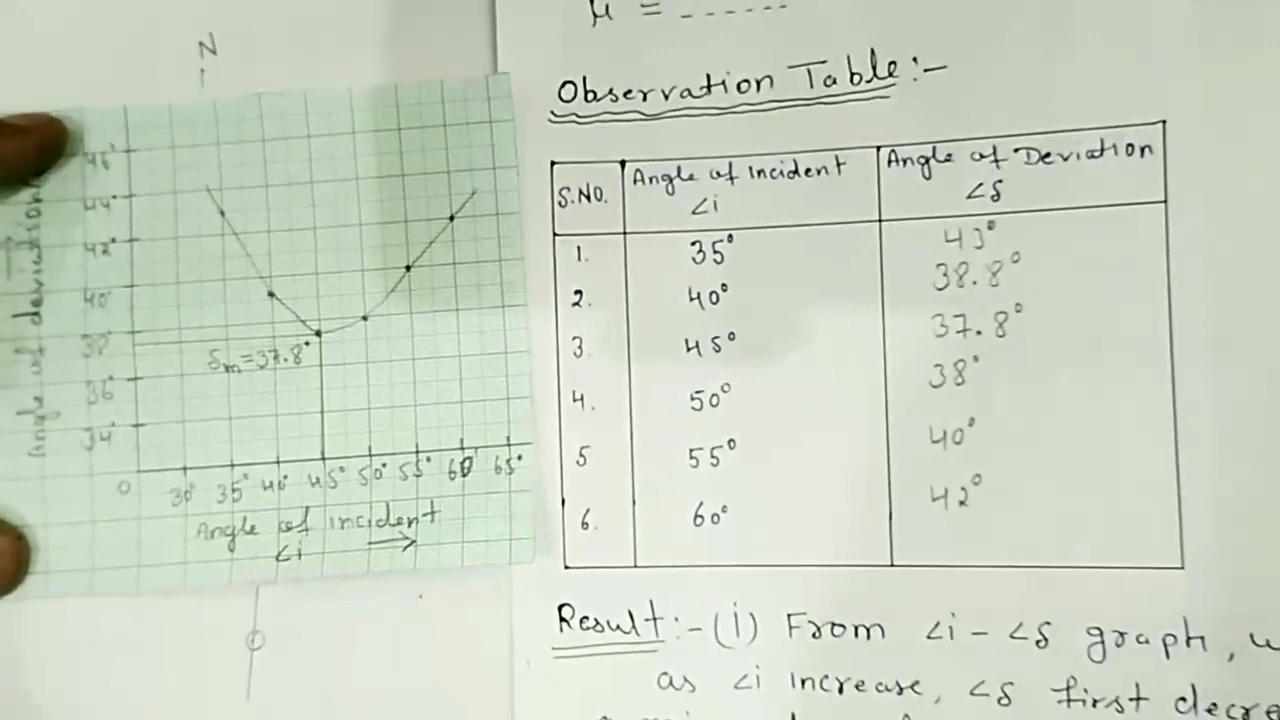 N
46°
44°
42°
40°
38°
36°
34°
δm=37.8°
0 30° 35° 40° 45° 50° 55° 60° 65°
Angle of incident
∠i
Angle of deviation
μ = ------
Observation Table:-
S.NO. Angle of Incident ∠i Angle of Deviation ∠δ
1. 35° 43°
2. 40° 38.8°
3. 45° 37.8°
4. 50° 38°
5 55° 40°
6. 60° 42°
Result:-(i) From ∠i-∠δ graph,
as ∠i increase, ∠δ first decre